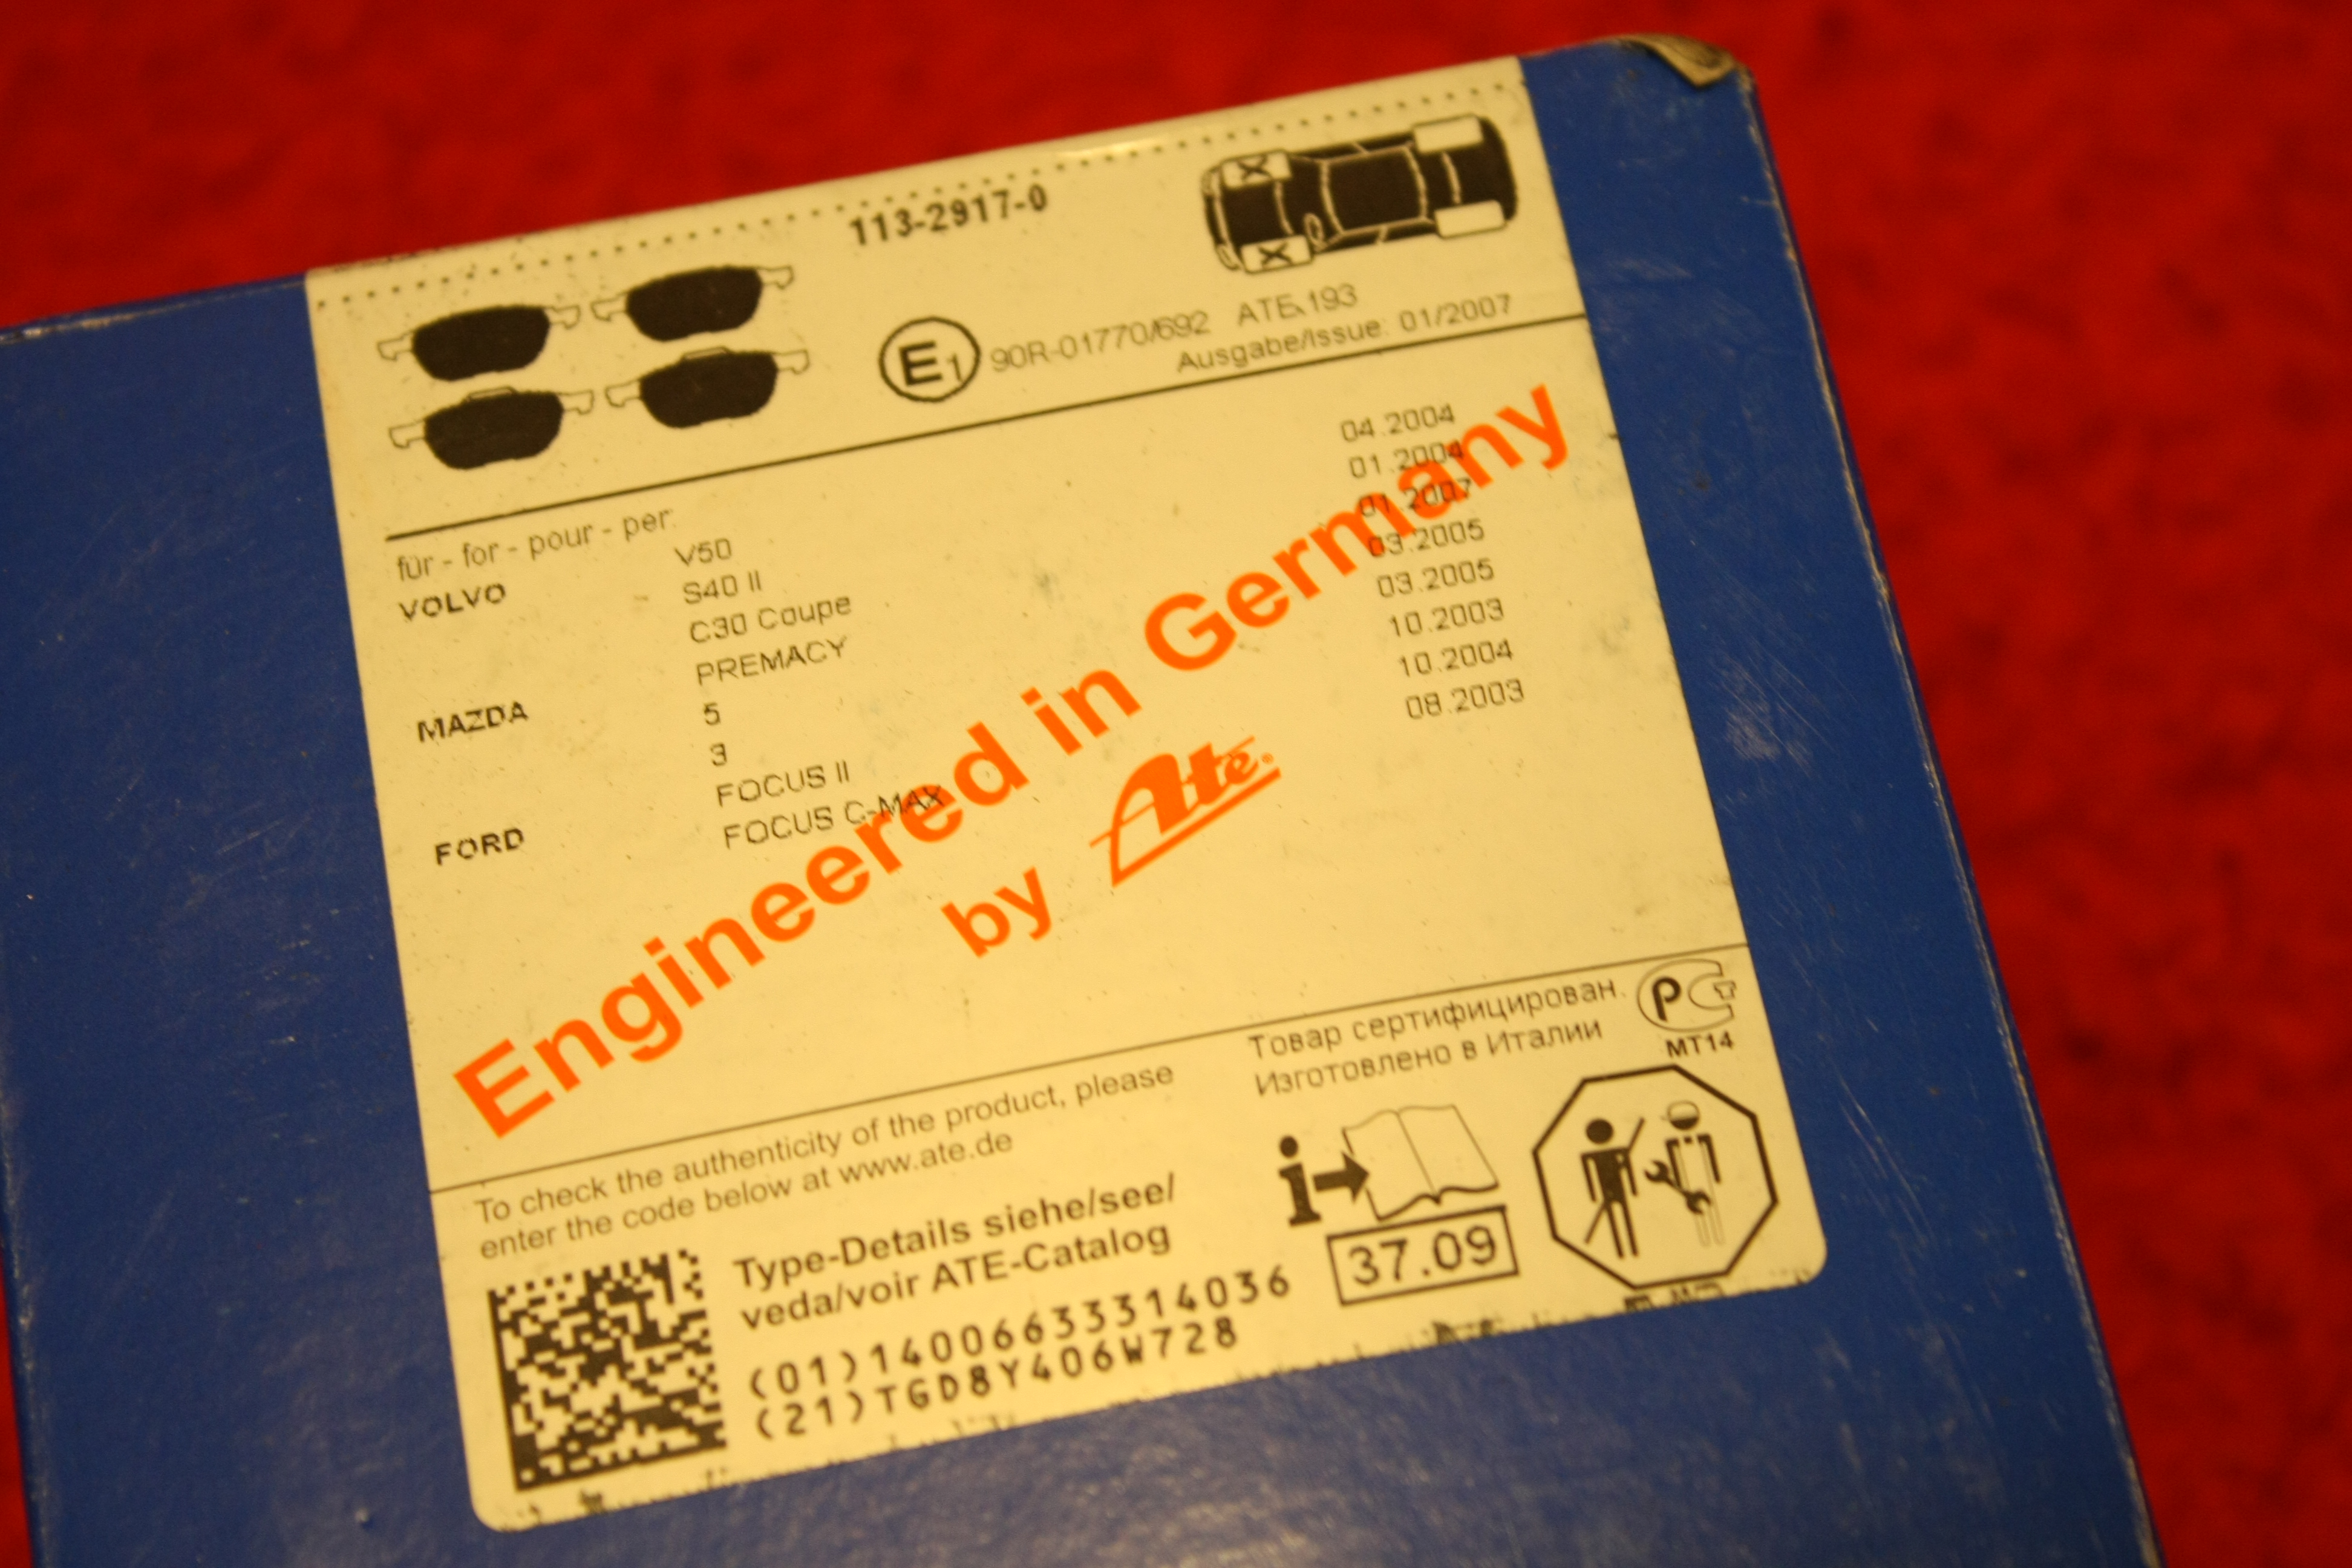 113-2917-0
E1 90R-01770/692 ATE 193
Ausgabe/Issue: 01/2007
für - for - pour - per:
VOLVO V50 04.2004
S40 II 01.2004
C30 Coupe 01.2007
MAZDA PREMACY 03.2005
5 03.2005
3 10.2003
FORD FOCUS II 10.2004
FOCUS C-MAX 08.2003
Engineered in Germany
by Ate
Товар сертифицирован.
Изготовлено в Италии
PC
MT14
To check the authenticity of the product, please
enter the code below at www.ate.de
Type-Details siehe/see/
veda/voir ATE-Catalog
i
37.09
(01)14006633314036
(21)TGD8Y406W728